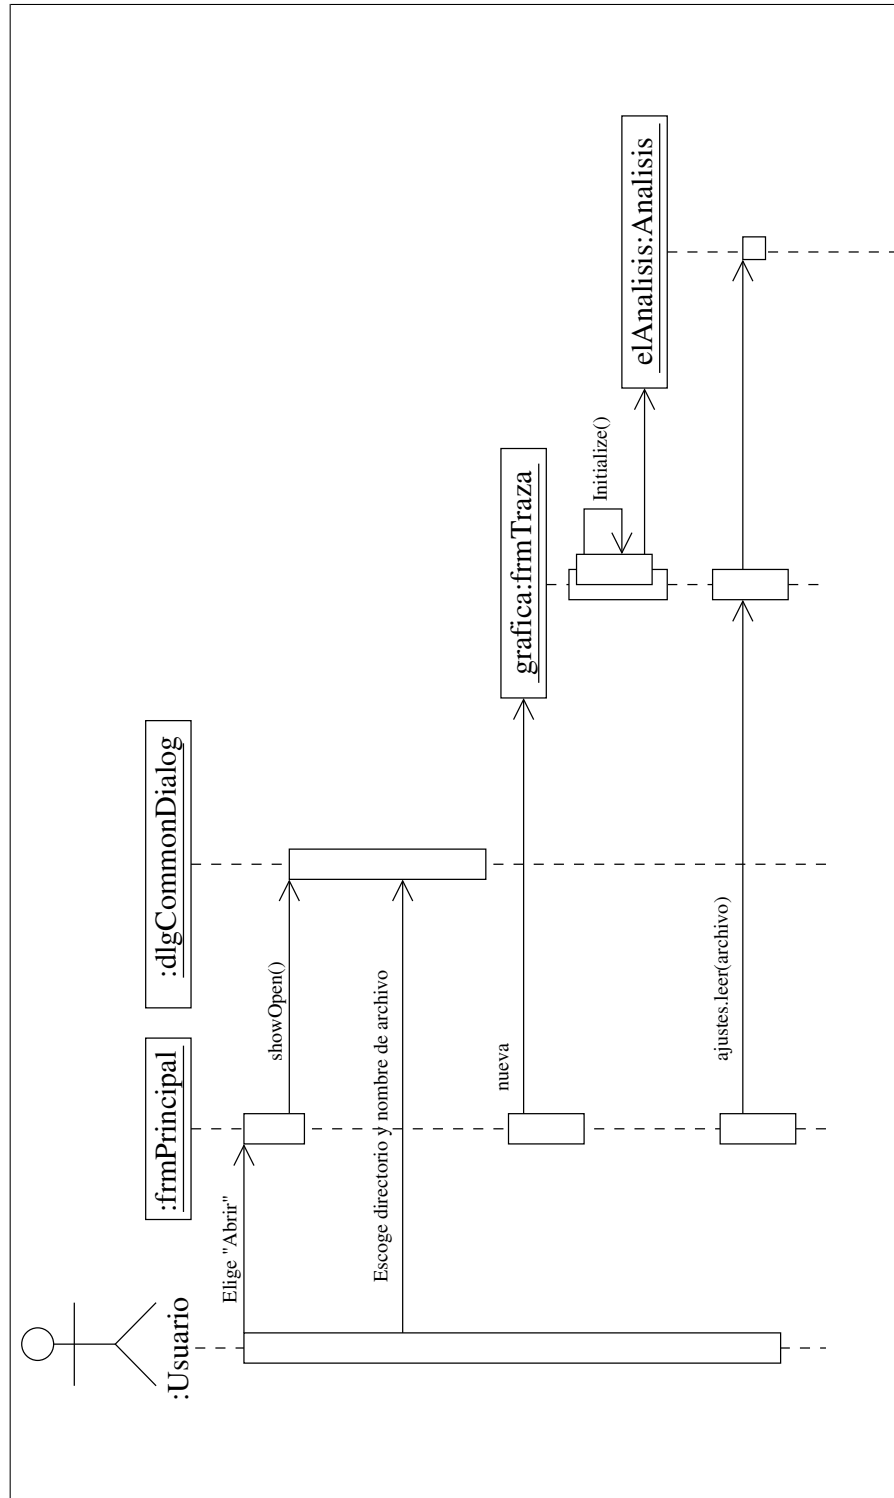 :Usuario
:frmPrincipal
:dlgCommonDialog
grafica:frmTraza
elAnalisis:Analisis
Elige "Abrir"
showOpen()
Escoge directorio y nombre de archivo
nueva
Initialize()
ajustes.leer(archivo)